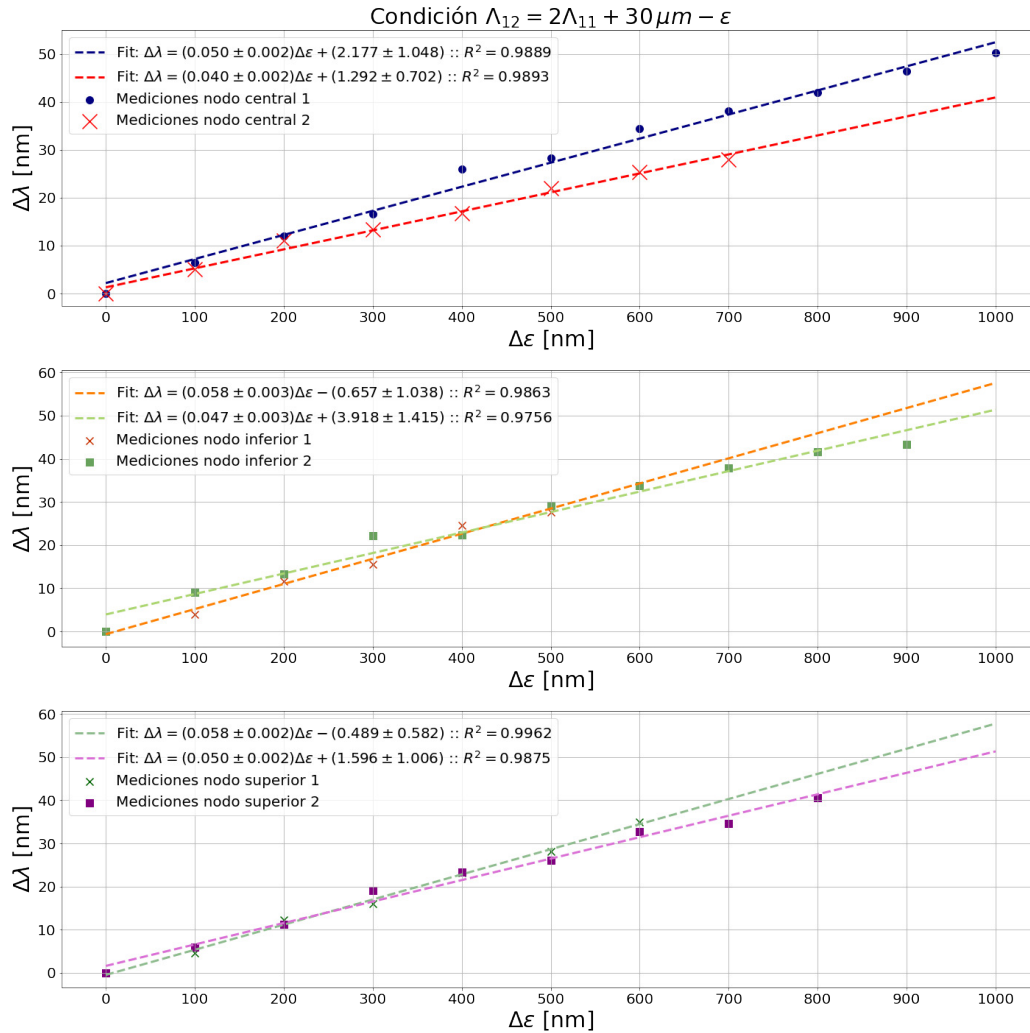 Condición Λ₁₂ = 2Λ₁₁ + 30 μm − ε
Fit: Δλ = (0.050 ± 0.002)Δε + (2.177 ± 1.048) :: R² = 0.9889
Fit: Δλ = (0.040 ± 0.002)Δε + (1.292 ± 0.702) :: R² = 0.9893
Mediciones nodo central 1
Mediciones nodo central 2
Δλ [nm]
50
40
30
20
10
0
0 100 200 300 400 500 600 700 800 900 1000
Δε [nm]
Fit: Δλ = (0.058 ± 0.003)Δε − (0.657 ± 1.038) :: R² = 0.9863
Fit: Δλ = (0.047 ± 0.003)Δε + (3.918 ± 1.415) :: R² = 0.9756
Mediciones nodo inferior 1
Mediciones nodo inferior 2
Δλ [nm]
60
50
40
30
20
10
0
0 100 200 300 400 500 600 700 800 900 1000
Δε [nm]
Fit: Δλ = (0.058 ± 0.002)Δε − (0.489 ± 0.582) :: R² = 0.9962
Fit: Δλ = (0.050 ± 0.002)Δε + (1.596 ± 1.006) :: R² = 0.9875
Mediciones nodo superior 1
Mediciones nodo superior 2
Δλ [nm]
60
50
40
30
20
10
0
0 100 200 300 400 500 600 700 800 900 1000
Δε [nm]